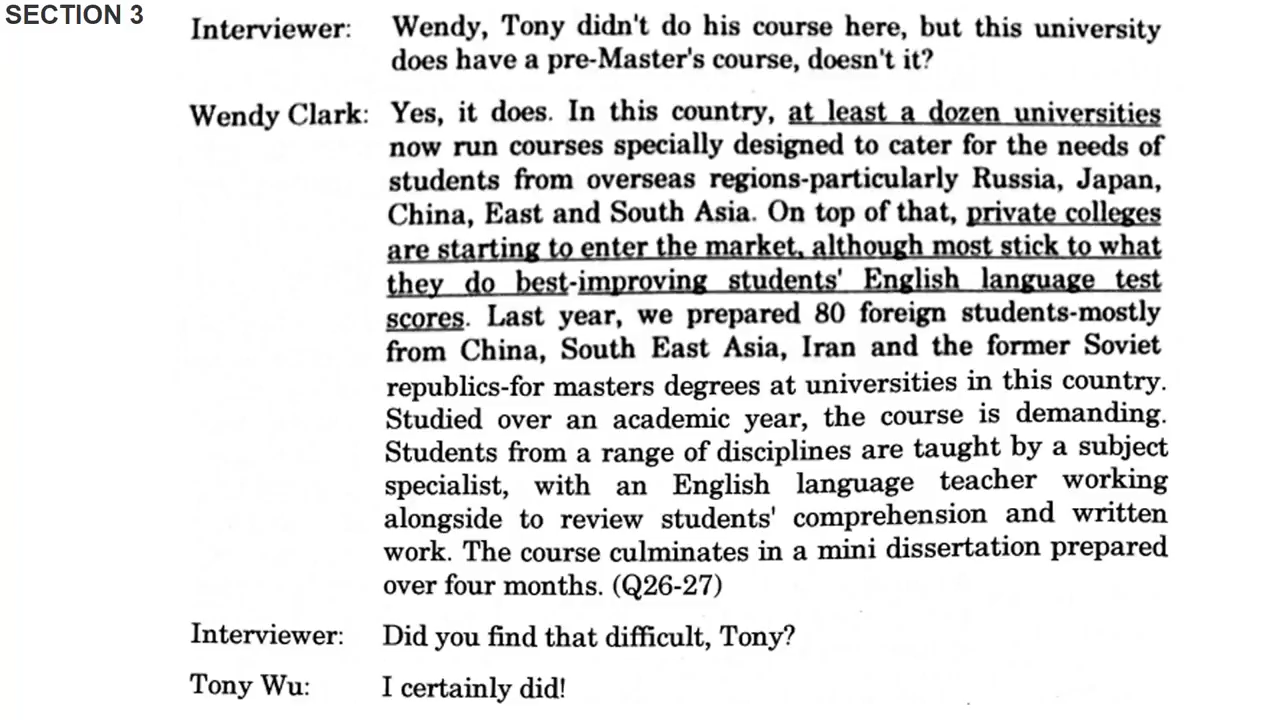 SECTION 3
Interviewer: Wendy, Tony didn't do his course here, but this university
does have a pre-Master's course, doesn't it?
Wendy Clark: Yes, it does. In this country, at least a dozen universities
now run courses specially designed to cater for the needs of
students from overseas regions-particularly Russia, Japan,
China, East and South Asia. On top of that, private colleges
are starting to enter the market, although most stick to what
they do best-improving students' English language test
scores. Last year, we prepared 80 foreign students-mostly
from China, South East Asia, Iran and the former Soviet
republics-for masters degrees at universities in this country.
Studied over an academic year, the course is demanding.
Students from a range of disciplines are taught by a subject
specialist, with an English language teacher working
alongside to review students' comprehension and written
work. The course culminates in a mini dissertation prepared
over four months. (Q26-27)
Interviewer: Did you find that difficult, Tony?
Tony Wu: I certainly did!